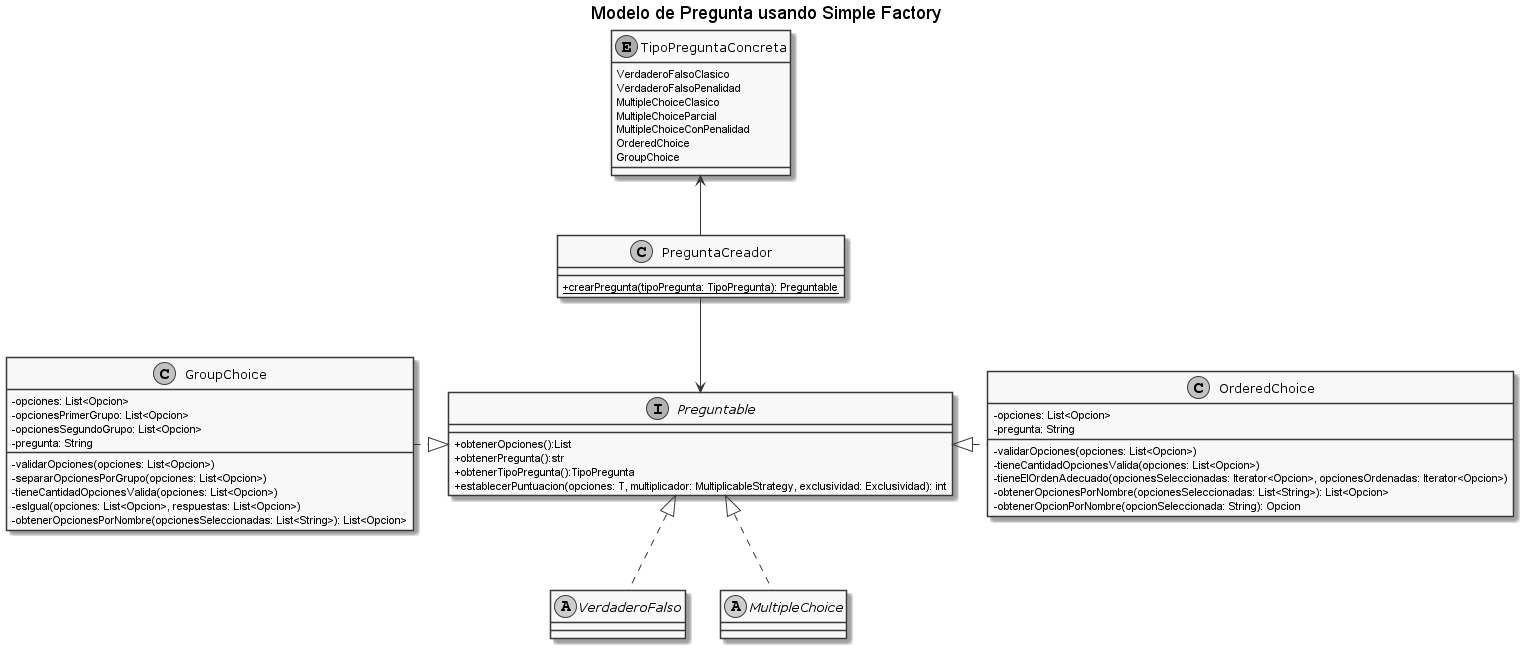 Modelo de Pregunta usando Simple Factory
E TipoPreguntaConcreta
VerdaderoFalsoClasico
VerdaderoFalsoPenalidad
MultipleChoiceClasico
MultipleChoiceParcial
MultipleChoiceConPenalidad
OrderedChoice
GroupChoice
C PreguntaCreador
+crearPregunta(tipoPregunta: TipoPregunta): Preguntable
C GroupChoice
-opciones: List<Opcion>
-opcionesPrimerGrupo: List<Opcion>
-opcionesSegundoGrupo: List<Opcion>
-pregunta: String
-validarOpciones(opciones: List<Opcion>)
-separarOpcionesPorGrupo(opciones: List<Opcion>)
-tieneCantidadOpcionesValida(opciones: List<Opcion>)
-esIgual(opciones: List<Opcion>, respuestas: List<Opcion>)
-obtenerOpcionesPorNombre(opcionesSeleccionadas: List<String>): List<Opcion>
I Preguntable
+obtenerOpciones():List
+obtenerPregunta():str
+obtenerTipoPregunta():TipoPregunta
+establecerPuntuacion(opciones: T, multiplicador: MultiplicableStrategy, exclusividad: Exclusividad): int
C OrderedChoice
-opciones: List<Opcion>
-pregunta: String
-validarOpciones(opciones: List<Opcion>)
-tieneCantidadOpcionesValida(opciones: List<Opcion>)
-tieneElOrdenAdecuado(opcionesSeleccionadas: Iterator<Opcion>, opcionesOrdenadas: Iterator<Opcion>)
-obtenerOpcionesPorNombre(opcionesSeleccionadas: List<String>): List<Opcion>
-obtenerOpcionPorNombre(opcionSeleccionada: String): Opcion
A VerdaderoFalso
A MultipleChoice